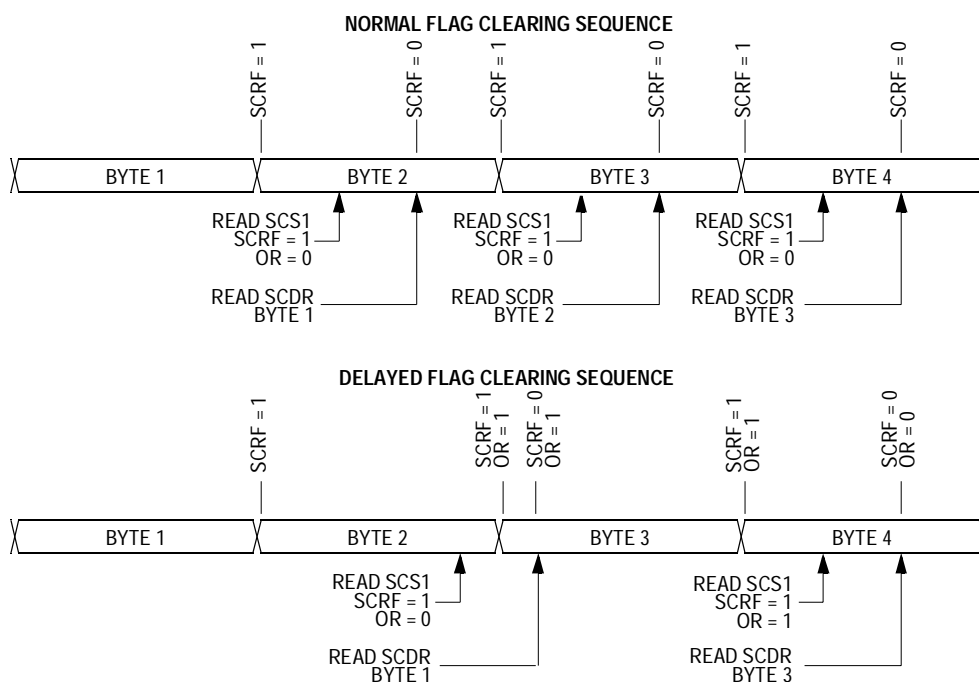 NORMAL FLAG CLEARING SEQUENCE
SCRF = 1
SCRF = 0
SCRF = 1
SCRF = 0
SCRF = 1
SCRF = 0
BYTE 1
BYTE 2
BYTE 3
BYTE 4
READ SCS1
SCRF = 1
OR = 0
READ SCS1
SCRF = 1
OR = 0
READ SCS1
SCRF = 1
OR = 0
READ SCDR
BYTE 1
READ SCDR
BYTE 2
READ SCDR
BYTE 3
DELAYED FLAG CLEARING SEQUENCE
SCRF = 1
SCRF = 1
OR = 1
SCRF = 0
OR = 1
SCRF = 1
OR = 1
SCRF = 0
OR = 0
BYTE 1
BYTE 2
BYTE 3
BYTE 4
READ SCS1
SCRF = 1
OR = 0
READ SCS1
SCRF = 1
OR = 1
READ SCDR
BYTE 1
READ SCDR
BYTE 3